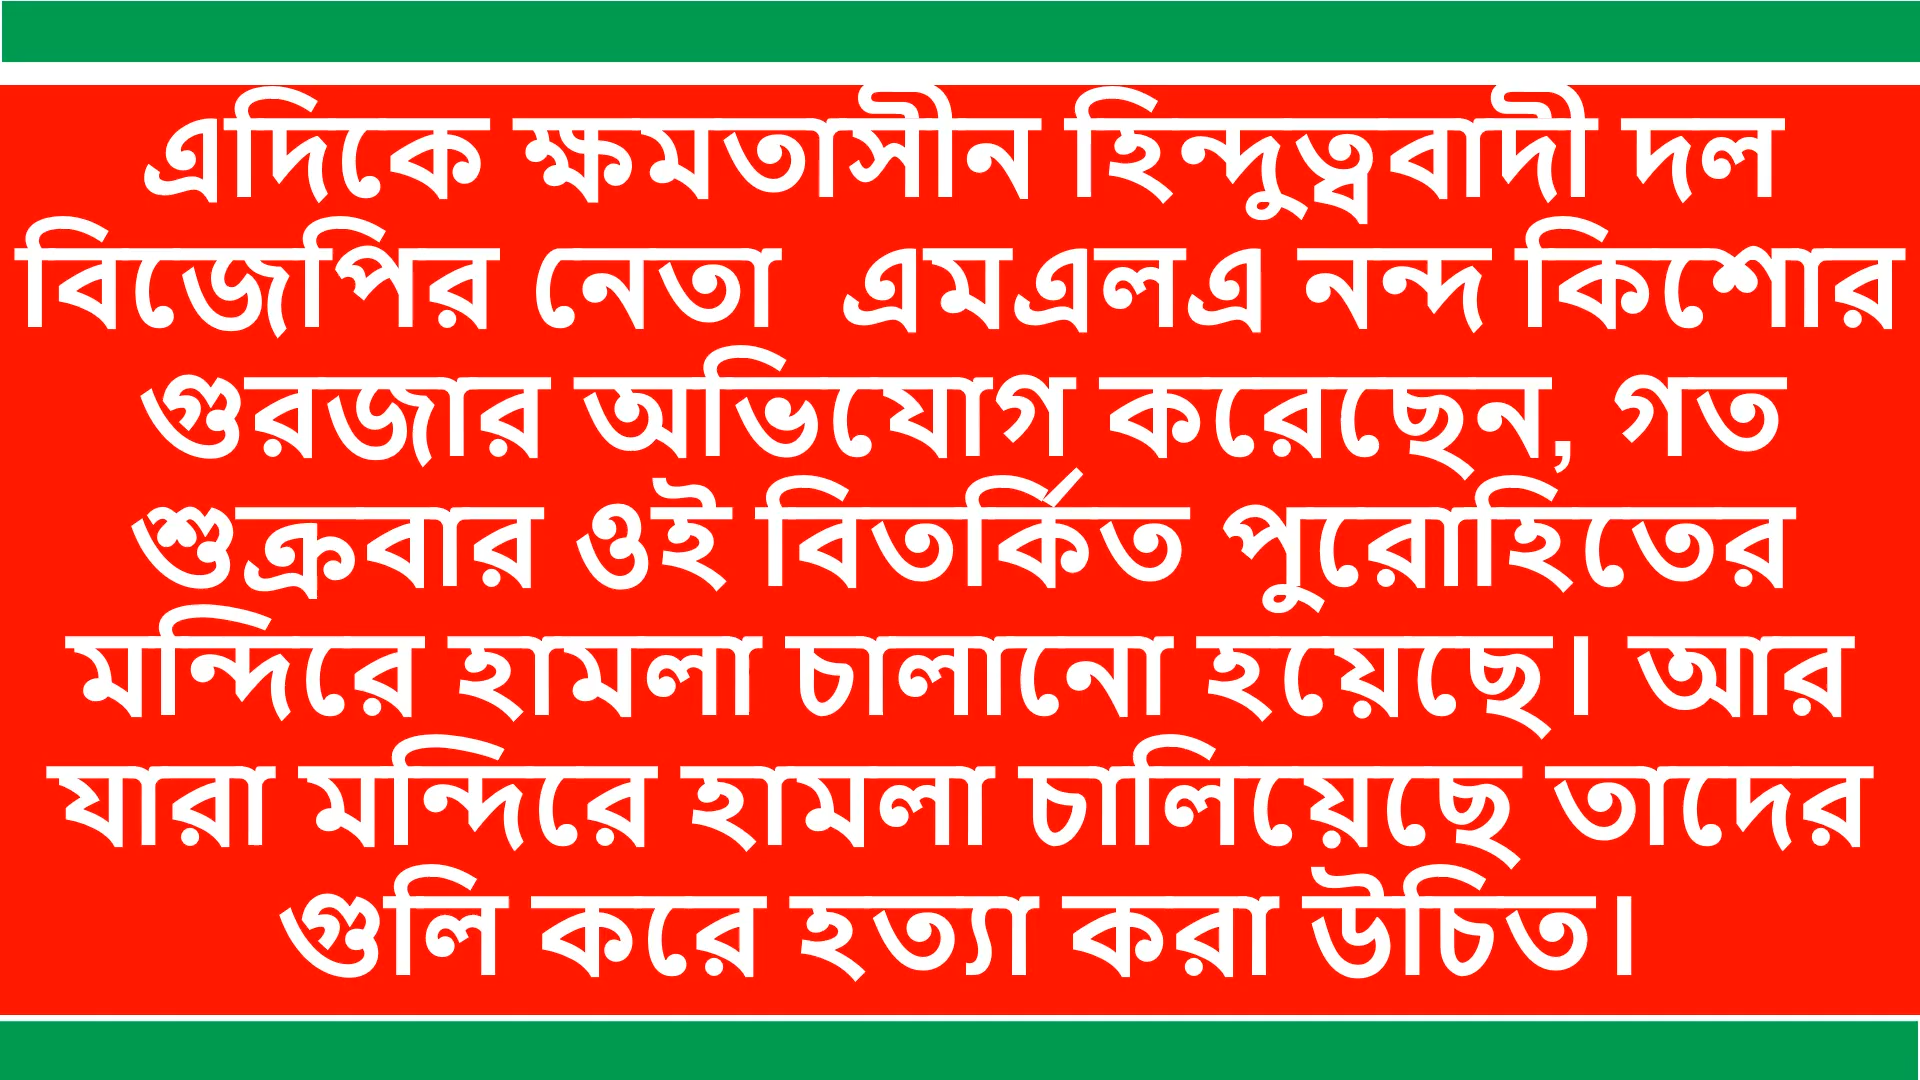 এদিকে ক্ষমতাসীন হিন্দুত্ববাদী দল
বিজেপির নেতা এমএলএ নন্দ কিশোর
গুরজার অভিযোগ করেছেন, গত
শুক্রবার ওই বিতর্কিত পুরোহিতের
মন্দিরে হামলা চালানো হয়েছে। আর
যারা মন্দিরে হামলা চালিয়েছে তাদের
গুলি করে হত্যা করা উচিত।